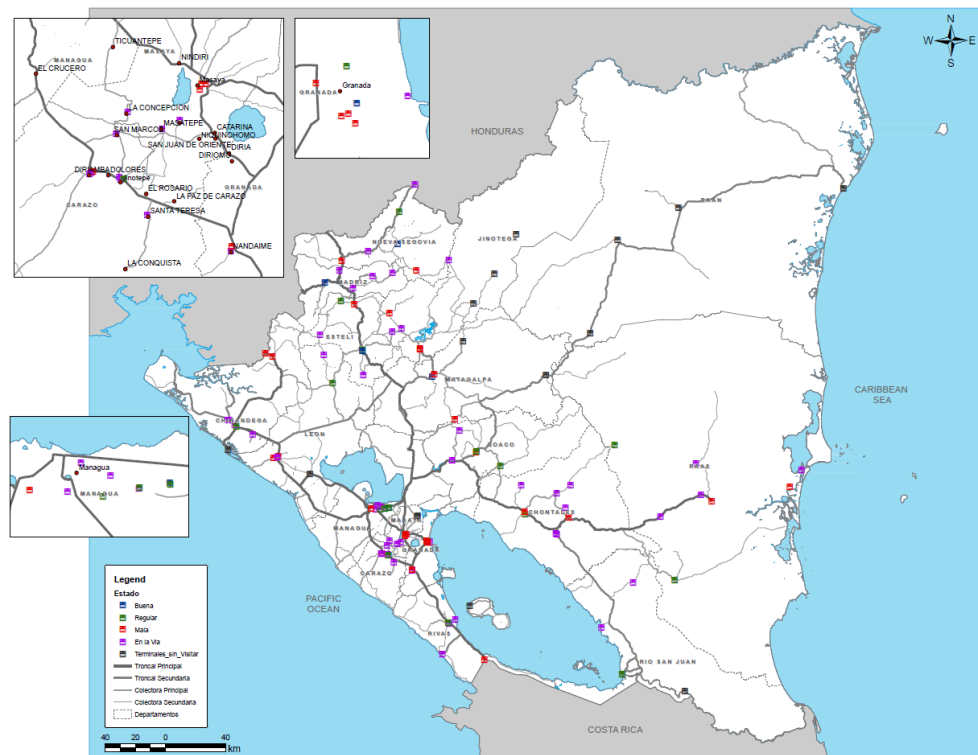 TICUANTEPE
MASAYA
MANAGUA
NINDIRI
EL CRUCERO
Masaya
LA CONCEPCION
MASATEPE
SAN MARCOS
CATARINA
NIQUINOHOMO
SAN JUAN DE ORIENTE
DIRIA
DIRIOMO
DIRIAMBA
DOLORES
Jinotepe
EL ROSARIO
GRANADA
LA PAZ DE CARAZO
CARAZO
SANTA TERESA
NANDAIME
LA CONQUISTA
Granada
GRANADA
N
W
E
S
HONDURAS
RAAN
JINOTEGA
NUEVA SEGOVIA
MADRIZ
ESTELI
MATAGALPA
CARIBBEAN
SEA
CHINANDEGA
LEON
BOACO
RAAS
Managua
MANAGUA
CHONTALES
MANAGUA
MASAYA
GRANADA
CARAZO
PACIFIC
OCEAN
RIVAS
RIO SAN JUAN
COSTA RICA
Legend
Estado
Buena
Regular
Mala
En la Via
Terminales_sin_Visitar
Troncal Principal
Troncal Secundaria
Colectora Principal
Colectora Secundaria
Departamentos
40 20 0 40
km